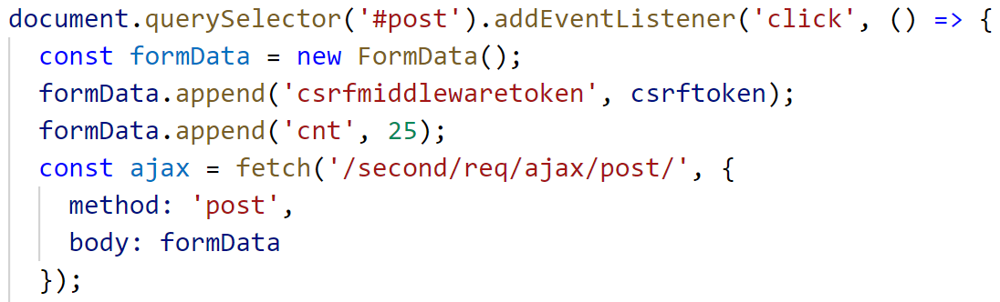 document.querySelector('#post').addEventListener('click', () => {
  const formData = new FormData();
  formData.append('csrfmiddlewaretoken', csrftoken);
  formData.append('cnt', 25);
  const ajax = fetch('/second/req/ajax/post/', {
    method: 'post',
    body: formData
  });